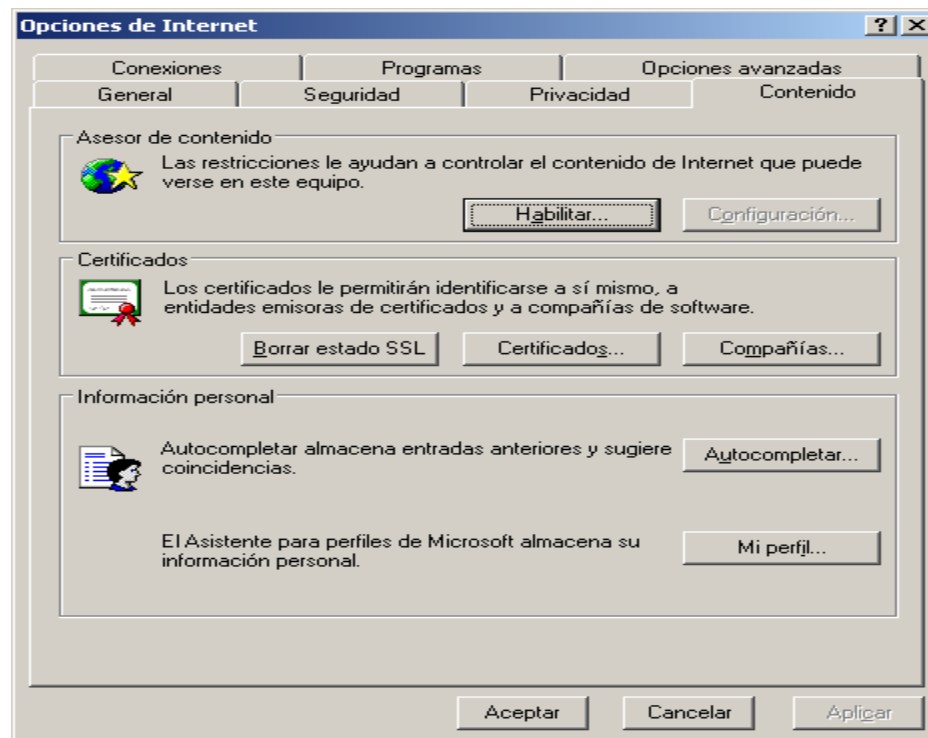 Opciones de Internet
Conexiones Programas Opciones avanzadas
General Seguridad Privacidad Contenido
Asesor de contenido
Las restricciones le ayudan a controlar el contenido de Internet que puede
verse en este equipo.
Habilitar... Configuración...
Certificados
Los certificados le permitirán identificarse a sí mismo, a
entidades emisoras de certificados y a compañías de software.
Borrar estado SSL Certificados... Compañías...
Información personal
Autocompletar almacena entradas anteriores y sugiere
coincidencias.
Autocompletar...
El Asistente para perfiles de Microsoft almacena su
información personal.
Mi perfil...
Aceptar Cancelar Aplicar